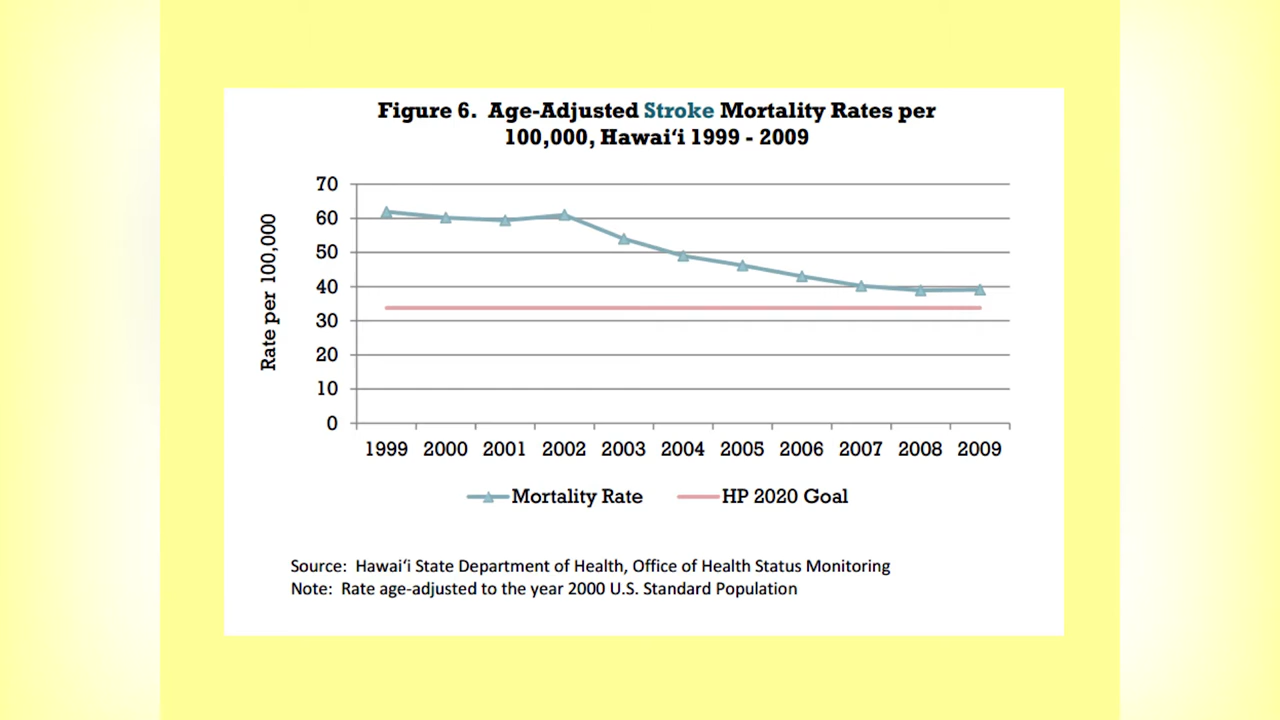 Figure 6. Age-Adjusted Stroke Mortality Rates per
100,000, Hawai‘i 1999 - 2009
Rate per 100,000
70
60
50
40
30
20
10
0
1999 2000 2001 2002 2003 2004 2005 2006 2007 2008 2009
Mortality Rate HP 2020 Goal
Source: Hawai‘i State Department of Health, Office of Health Status Monitoring
Note: Rate age-adjusted to the year 2000 U.S. Standard Population